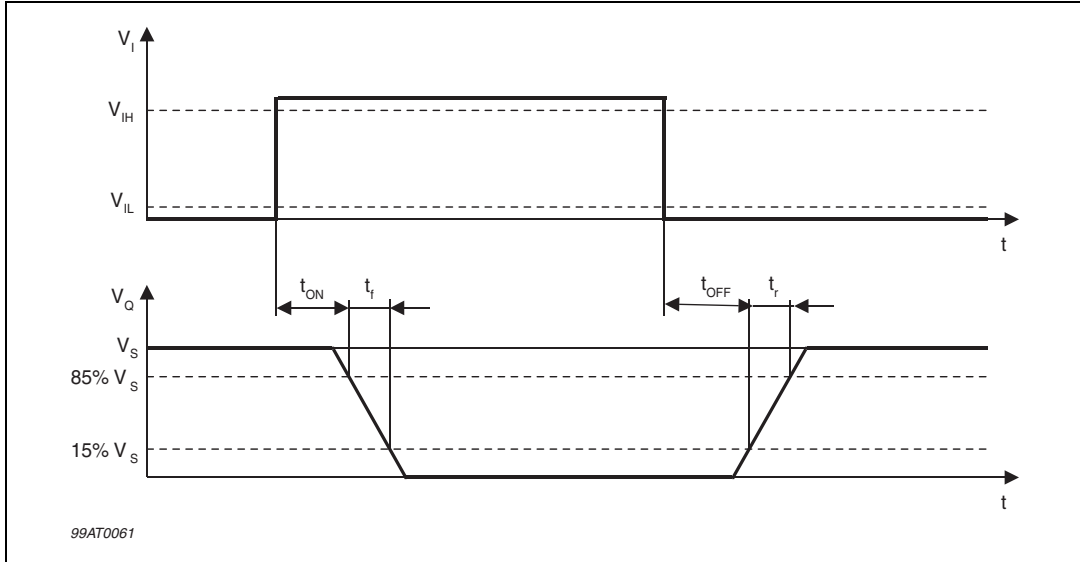 V_I
V_IH
V_IL
t
V_Q
t_ON
t_f
t_OFF
t_r
V_S
85% V_S
15% V_S
t
99AT0061